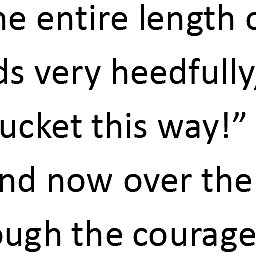 he entire length o
ds very heedfully,
ucket this way!”
nd now over the
ough the courage